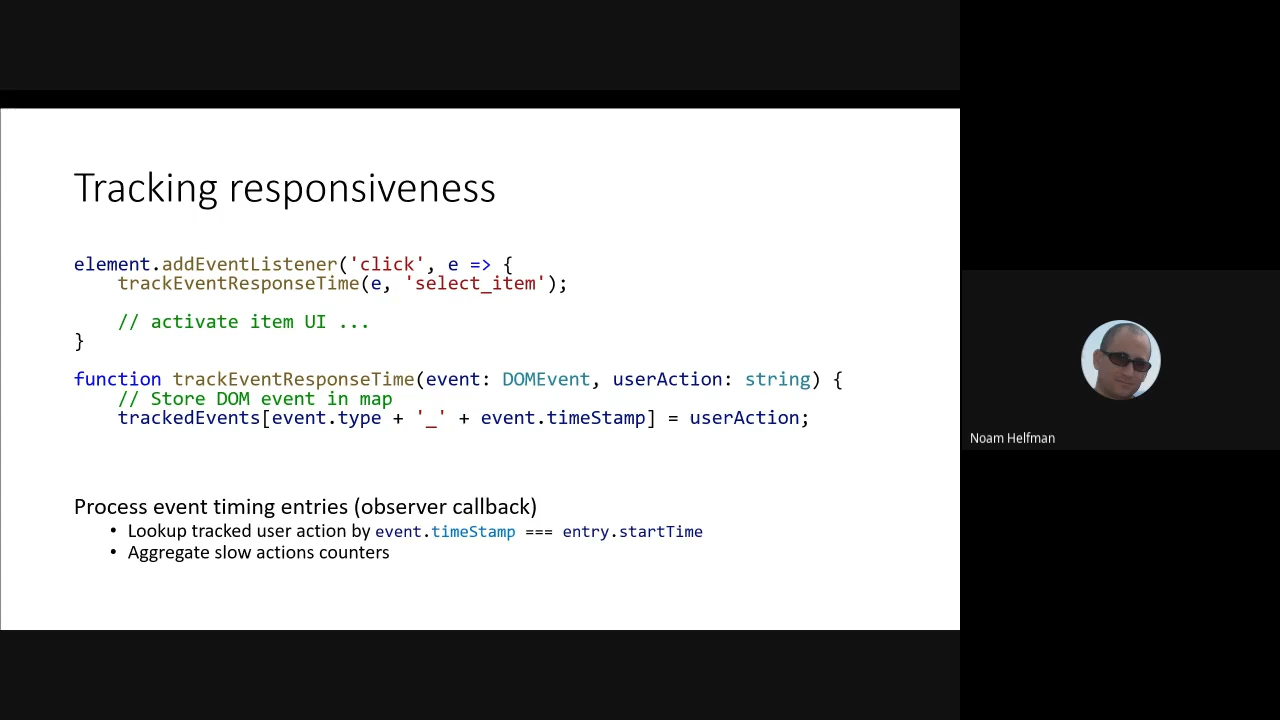 Tracking responsiveness
element.addEventListener('click', e => {
trackEventResponseTime(e, 'select_item');
// activate item UI ...
}
function trackEventResponseTime(event: DOMEvent, userAction: string) {
// Store DOM event in map
trackedEvents[event.type + '_' + event.timeStamp] = userAction;
Process event timing entries (observer callback)
• Lookup tracked user action by event.timeStamp === entry.startTime
• Aggregate slow actions counters
Noam Helfman